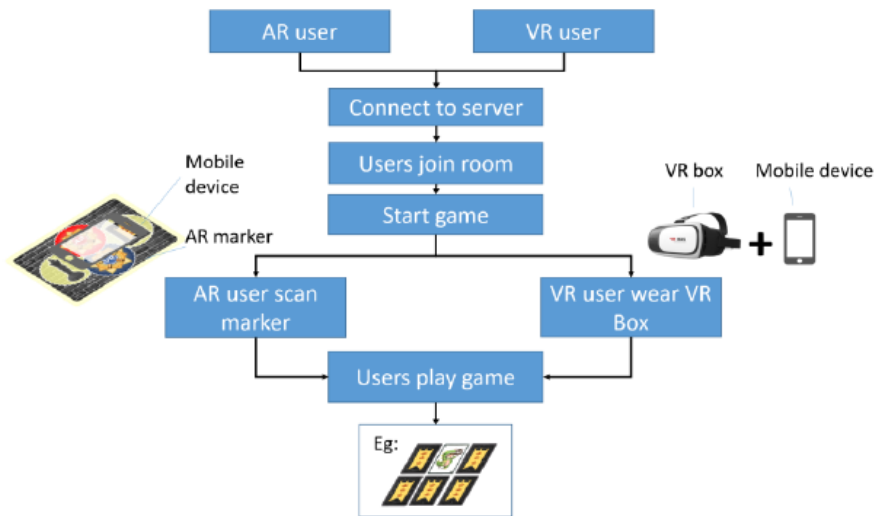 AR user
VR user
Connect to server
Users join room
Start game
Mobile
device
AR marker
VR box
Mobile device
AR user scan
marker
VR user wear VR
Box
Users play game
Eg: